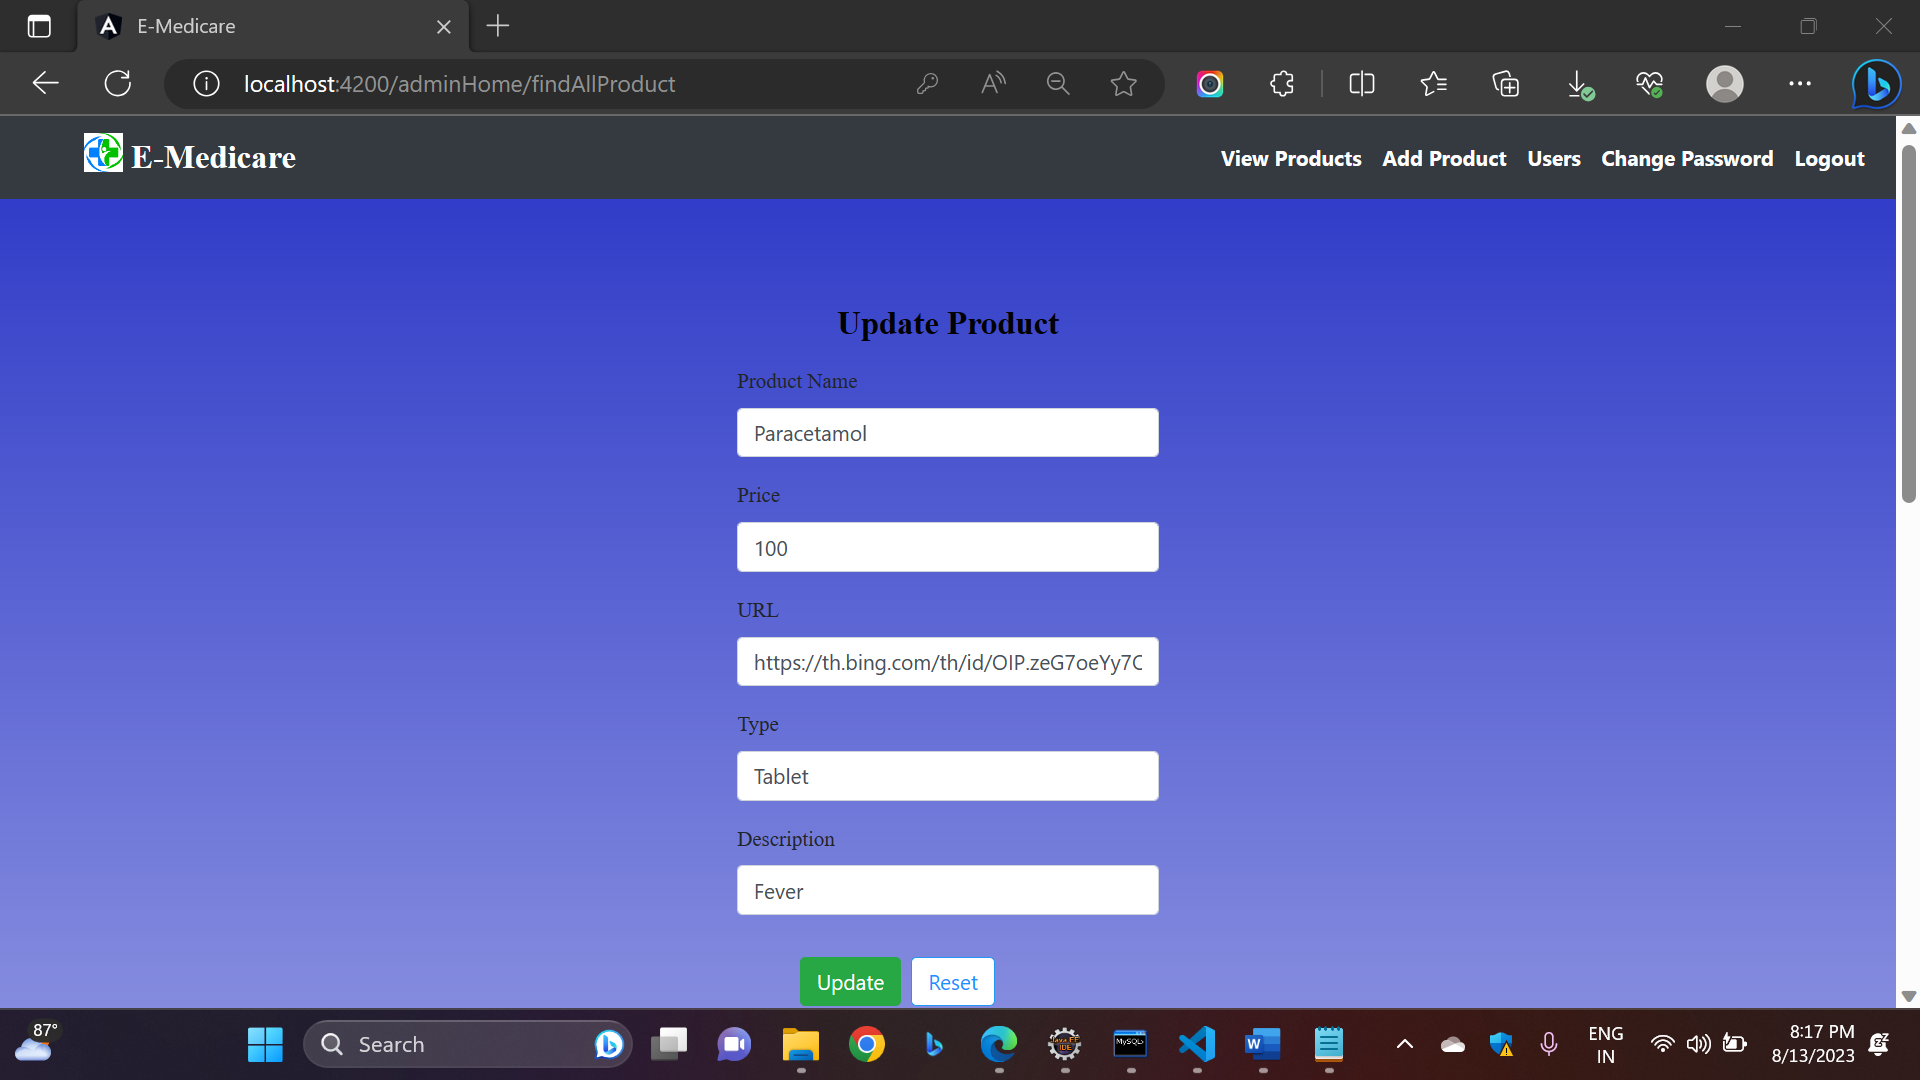 E-Medicare
localhost:4200/adminHome/findAllProduct
E-Medicare
View Products Add Product Users Change Password Logout
Update Product
Product Name
Paracetamol
Price
100
URL
https://th.bing.com/th/id/OIP.zeG7oeYy7C
Type
Tablet
Description
Fever
Update Reset
87°
Search
ENG
IN
8:17 PM
8/13/2023